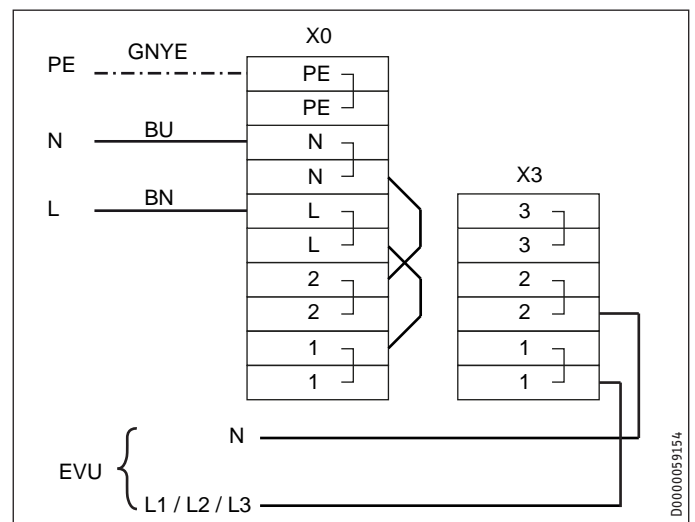 X0
PE GNYE PE
PE
N BU N
N
X3
L BN L 3
L 3
2 2
2 2
1 1
1 1
N
EVU
L1 / L2 / L3
D0000059154